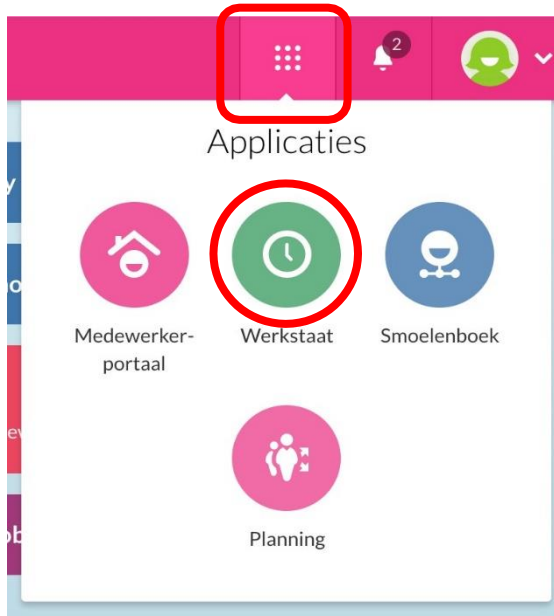 2
Applicaties
Medewerker-
portaal
Werkstaat
Smoelenboek
Planning